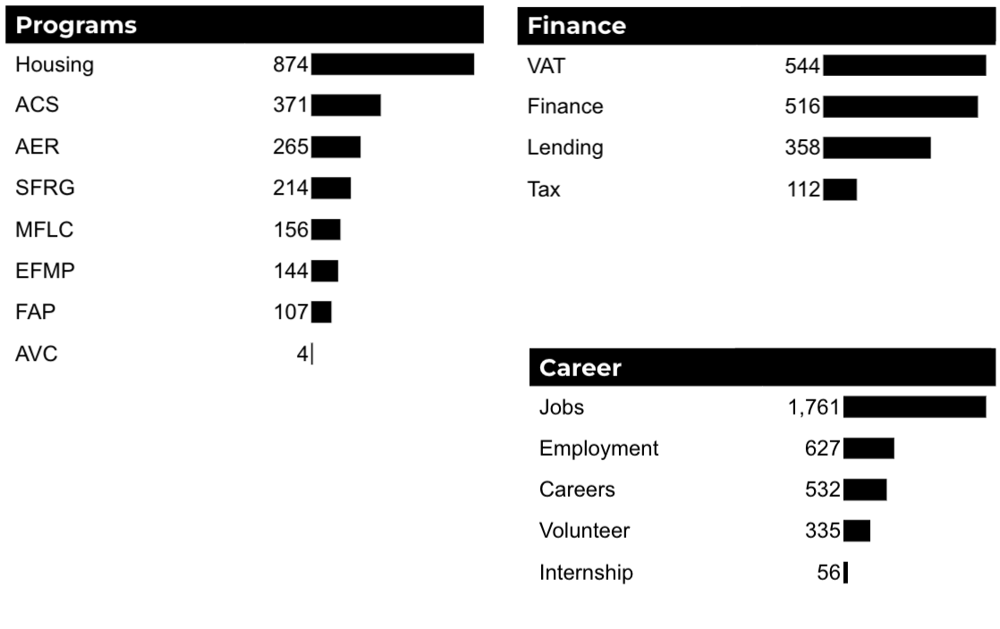 Programs
Housing 874
ACS 371
AER 265
SFRG 214
MFLC 156
EFMP 144
FAP 107
AVC 4
Finance
VAT 544
Finance 516
Lending 358
Tax 112
Career
Jobs 1,761
Employment 627
Careers 532
Volunteer 335
Internship 56